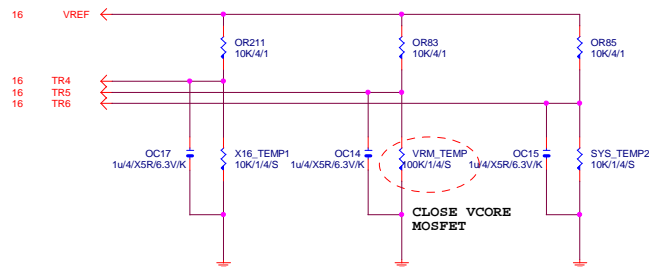 16 VREF
OR211
10K/4/1
OR83
10K/4/1
OR85
10K/4/1
16 TR4
16 TR5
16 TR6
OC17
1u/4/X5R/6.3V/K
X16_TEMP1
10K/1/4/S
OC14
1u/4/X5R/6.3V/K
VRM_TEMP
100K/1/4/S
OC15
1u/4/X5R/6.3V/K
SYS_TEMP2
10K/1/4/S
CLOSE VCORE
MOSFET